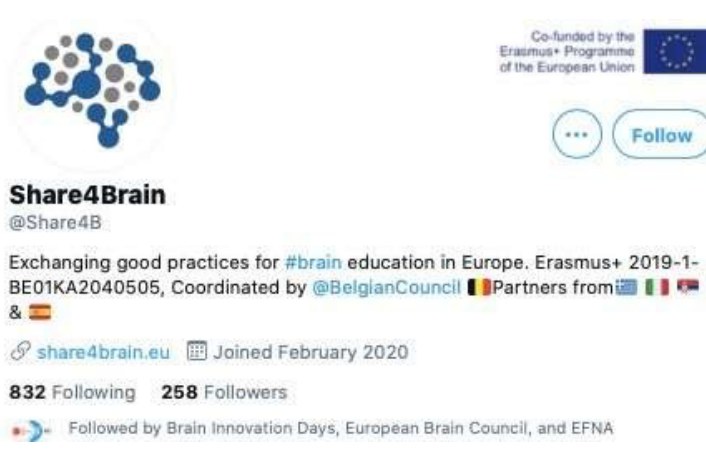 Co-funded by the
Erasmus+ Programme
of the European Union
...
Follow
Share4Brain
@Share4B
Exchanging good practices for #brain education in Europe. Erasmus+ 2019-1-
BE01KA2040505, Coordinated by @BelgianCouncil 🇧🇪Partners from🇬🇷 🇮🇹 🇷🇸
& 🇪🇸
share4brain.eu Joined February 2020
832 Following 258 Followers
Followed by Brain Innovation Days, European Brain Council, and EFNA